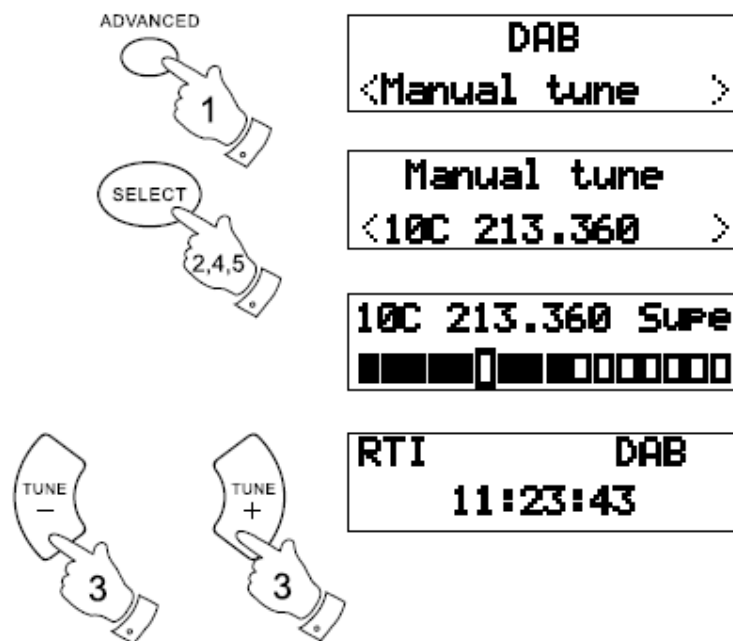 ADVANCED
1
DAB
<Manual tune >
SELECT
2,4,5
Manual tune
<10C 213.360 >
10C 213.360 Supe
TUNE
−
3
TUNE
+
3
RTI DAB
11:23:43